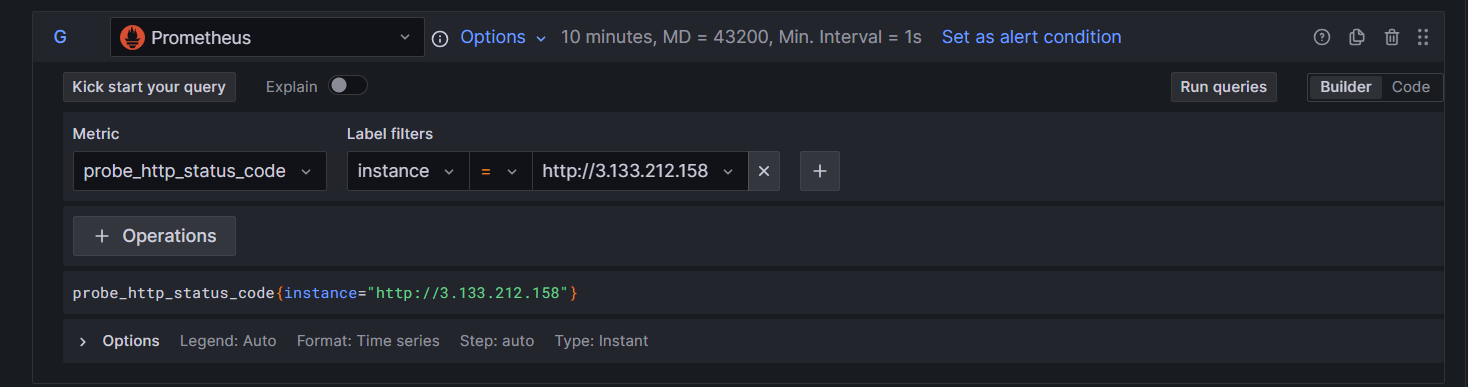 G Prometheus Options 10 minutes, MD = 43200, Min. Interval = 1s Set as alert condition
Kick start your query Explain Run queries Builder Code
Metric Label filters
probe_http_status_code instance = http://3.133.212.158
+ Operations
probe_http_status_code{instance="http://3.133.212.158"}
Options Legend: Auto Format: Time series Step: auto Type: Instant